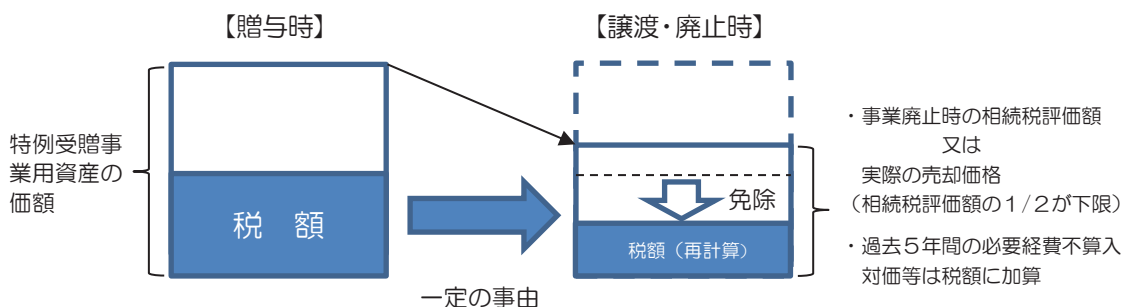 【贈与時】
【譲渡・廃止時】
特例受贈事
業用資産の
価額
税　額
一定の事由
免除
税額（再計算）
・事業廃止時の相続税評価額
又は
実際の売却価格
（相続税評価額の１/２が下限）
・過去５年間の必要経費不算入
対価等は税額に加算